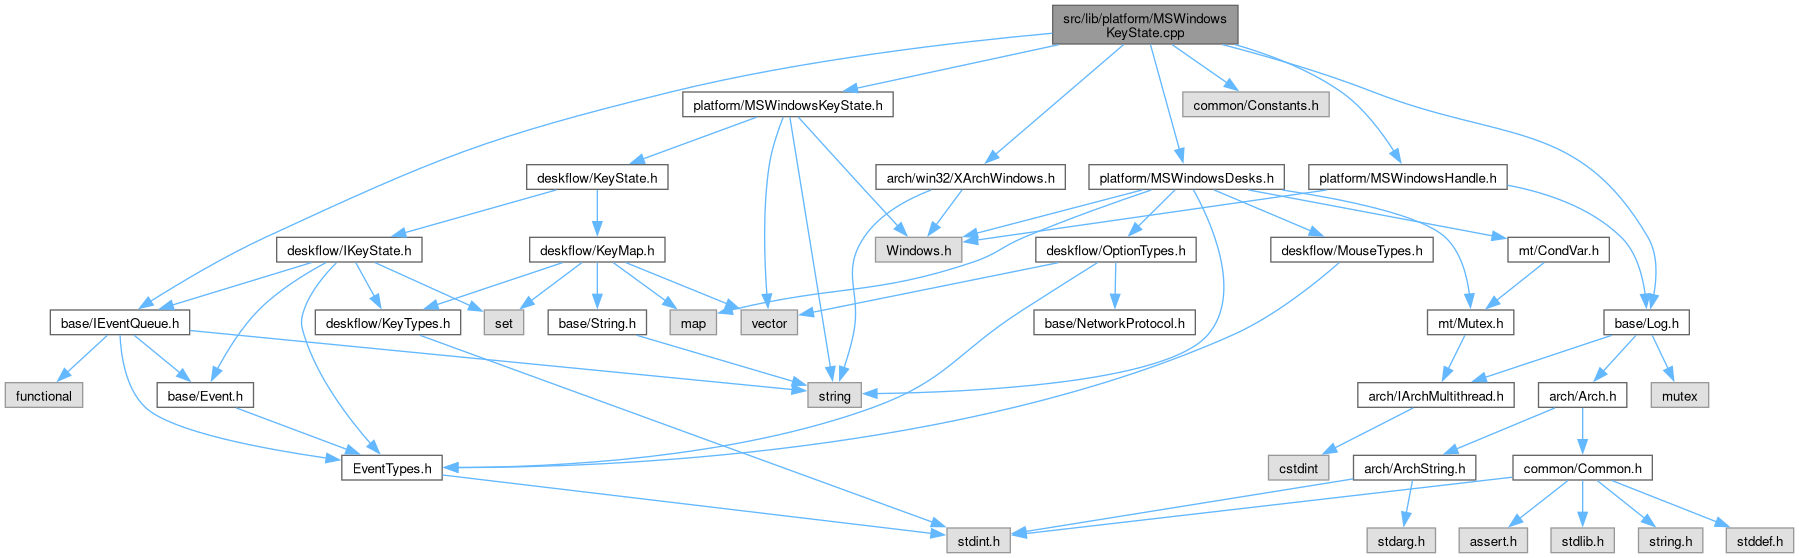 src/lib/platform/MSWindows
KeyState.cpp
platform/MSWindowsKeyState.h
common/Constants.h
deskflow/KeyState.h
arch/win32/XArchWindows.h
platform/MSWindowsDesks.h
platform/MSWindowsHandle.h
deskflow/IKeyState.h
deskflow/KeyMap.h
Windows.h
deskflow/OptionTypes.h
deskflow/MouseTypes.h
mt/CondVar.h
base/IEventQueue.h
deskflow/KeyTypes.h
set
base/String.h
map
vector
base/NetworkProtocol.h
mt/Mutex.h
base/Log.h
functional
base/Event.h
string
arch/IArchMultithread.h
arch/Arch.h
mutex
EventTypes.h
cstdint
arch/ArchString.h
common/Common.h
stdint.h
stdarg.h
assert.h
stdlib.h
string.h
stddef.h